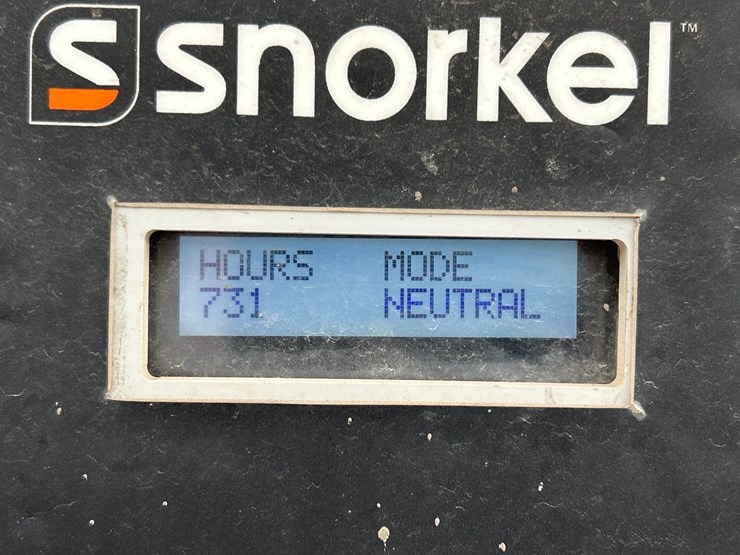 snorkel™
HOURS MODE
731 NEUTRAL